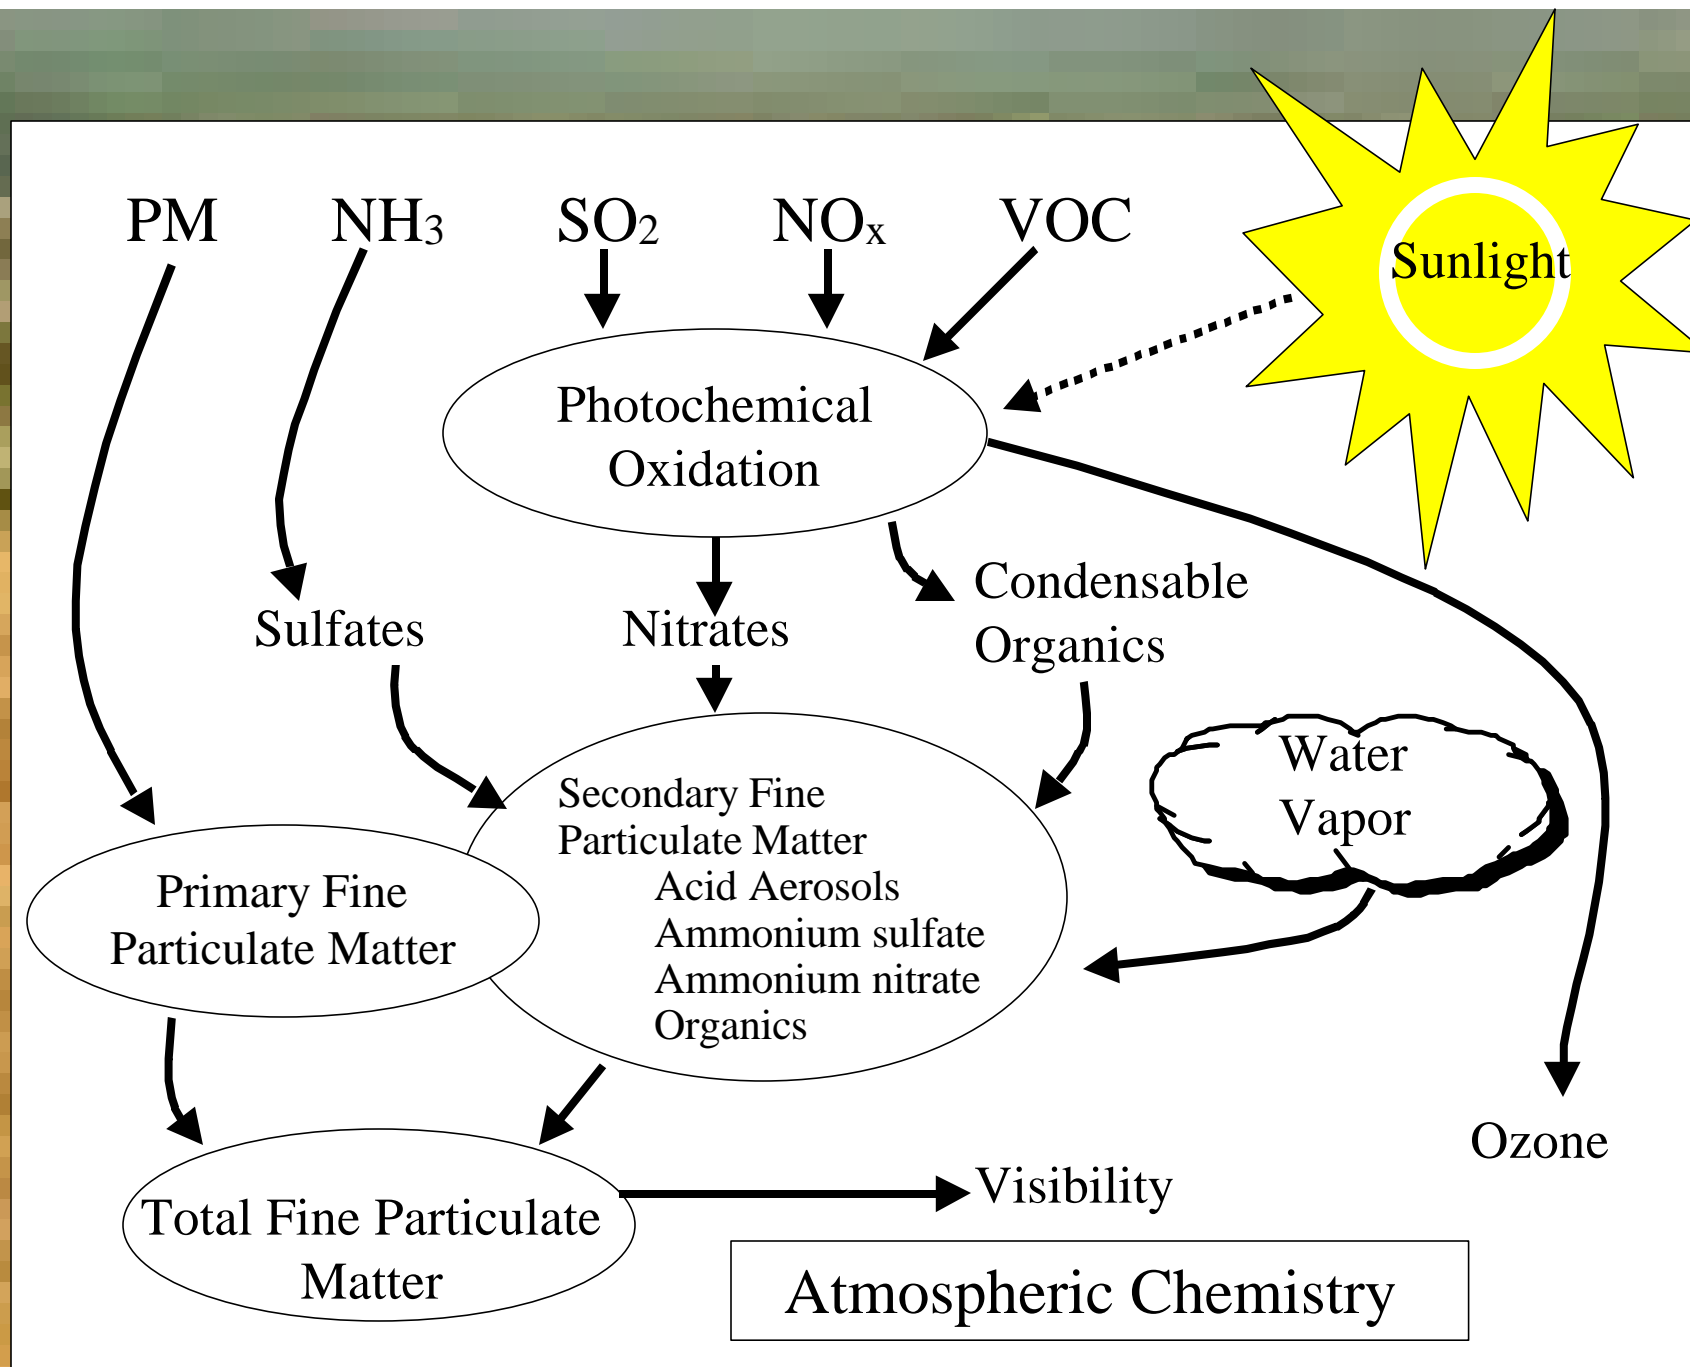 PM NH₃ SO₂ NOₓ VOC
Sunlight
Photochemical
Oxidation
Sulfates
Nitrates
Condensable
Organics
Water
Vapor
Secondary Fine
Particulate Matter
Acid Aerosols
Ammonium sulfate
Ammonium nitrate
Organics
Primary Fine
Particulate Matter
Ozone
Total Fine Particulate
Matter
Visibility
Atmospheric Chemistry